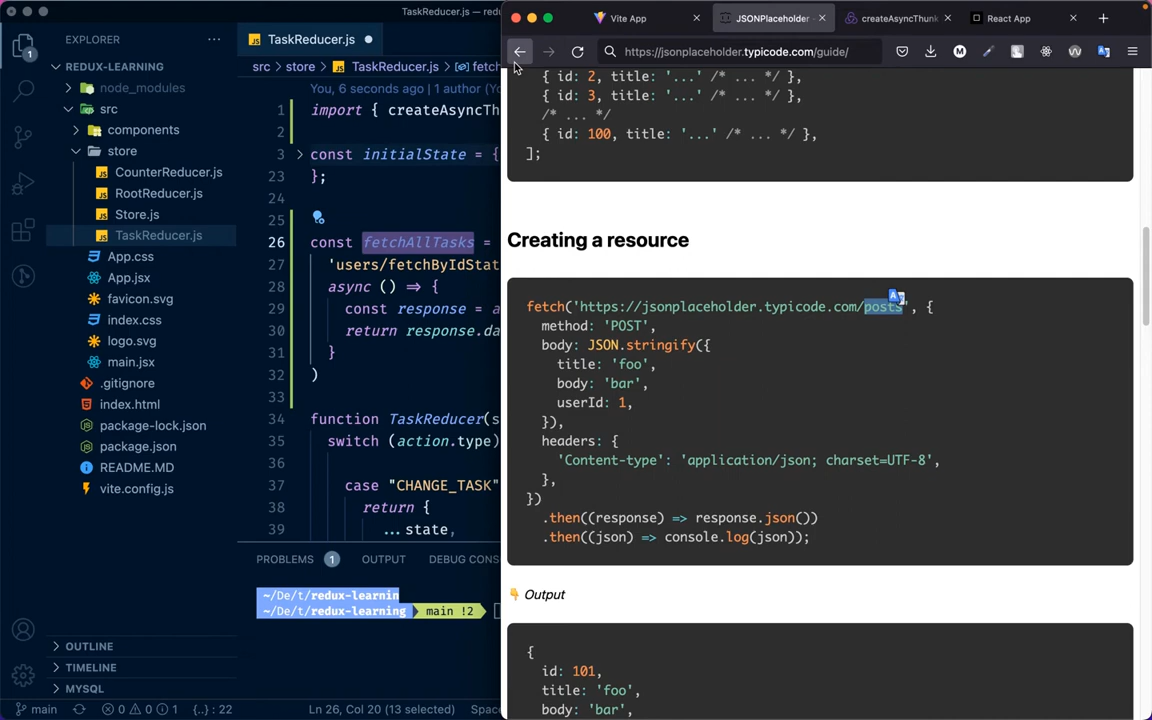 TaskReducer.js — redu
EXPLORER
REDUX-LEARNING
node_modules
src
components
store
CounterReducer.js
RootReducer.js
Store.js
TaskReducer.js
App.css
App.jsx
favicon.svg
index.css
logo.svg
main.jsx
.gitignore
index.html
package-lock.json
package.json
README.MD
vite.config.js
OUTLINE
TIMELINE
MYSQL
TaskReducer.js
src > store > TaskReducer.js > fetch
You, 6 seconds ago | 1 author (Yo
1 import { createAsyncThu
2
3 const initialState = {
23 };
24
25
26 const fetchAllTasks =
27 'users/fetchByIdStat
28 async () => {
29 const response = a
30 return response.da
31 }
32 )
33
34 function TaskReducer(s
35 switch (action.type)
36
37 case "CHANGE_TASK"
38 return {
39 ...state,
PROBLEMS 1 OUTPUT DEBUG CONS
~/De/t/redux-learnin
~/De/t/redux-learning main !2
main 0 0 1 {..} : 22 Ln 26, Col 20 (13 selected) Space
Vite App
JSONPlaceholder -
createAsyncThunk
React App
https://jsonplaceholder.typicode.com/guide/
{ id: 2, title: '...' /* ... */ },
{ id: 3, title: '...' /* ... */ },
/* ... */
{ id: 100, title: '...' /* ... */ },
];
Creating a resource
fetch('https://jsonplaceholder.typicode.com/posts', {
method: 'POST',
body: JSON.stringify({
title: 'foo',
body: 'bar',
userId: 1,
}),
headers: {
'Content-type': 'application/json; charset=UTF-8',
},
})
.then((response) => response.json())
.then((json) => console.log(json));
Output
{
id: 101,
title: 'foo',
body: 'bar',